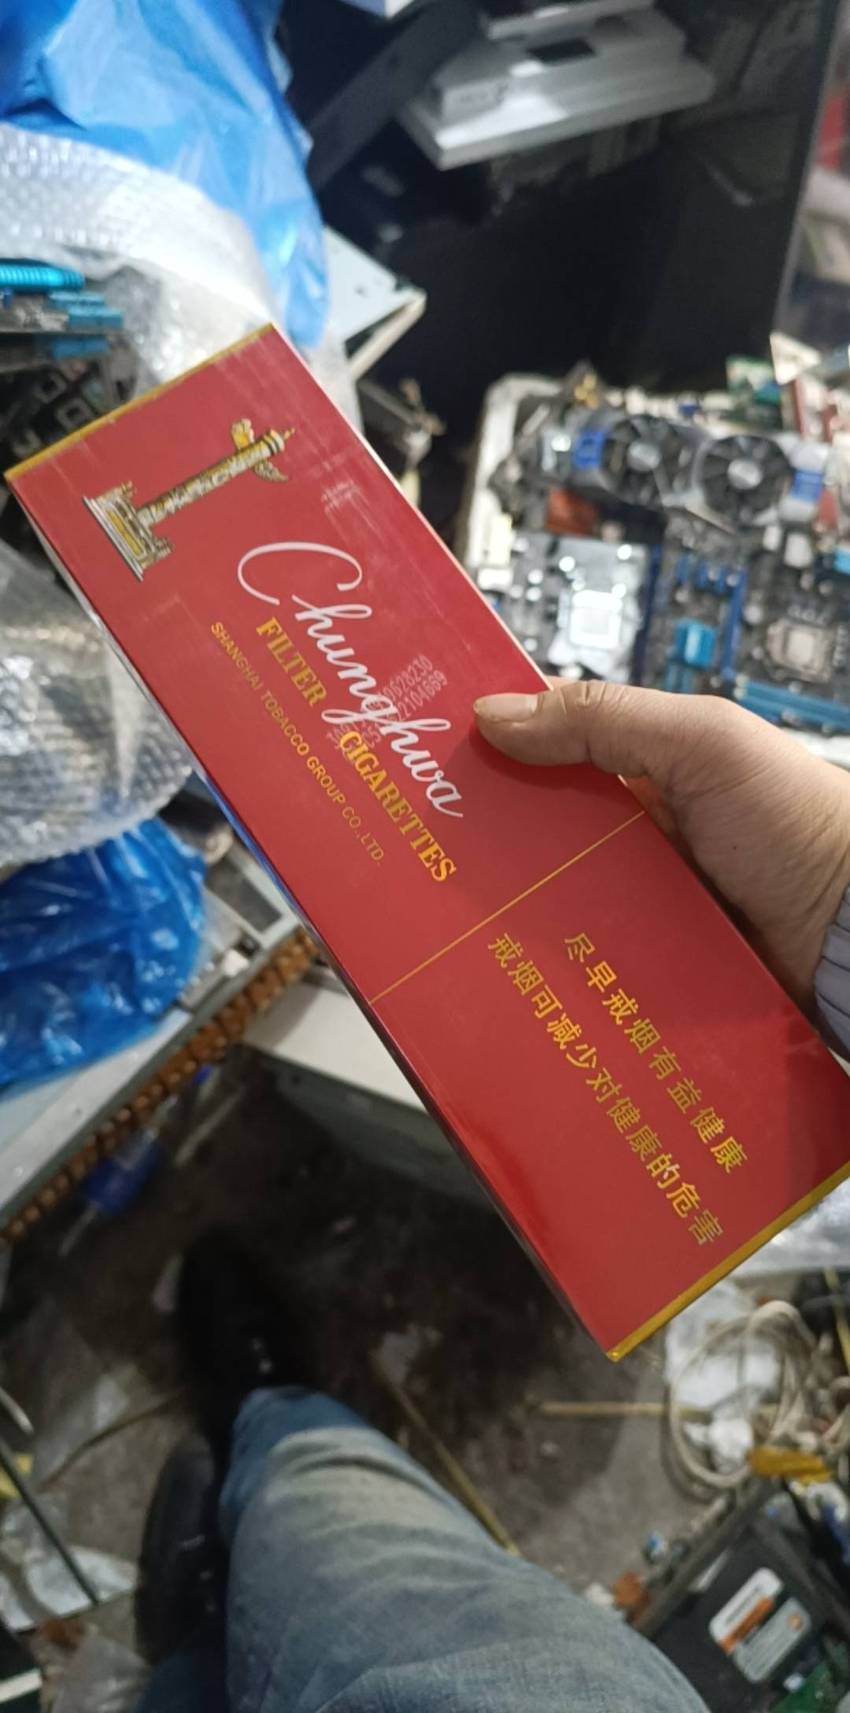 Chunghwa
FILTER CIGARETTES
SHANGHAI TOBACCO GROUP CO.,LTD.
尽早戒烟有益健康
戒烟可减少对健康的危害